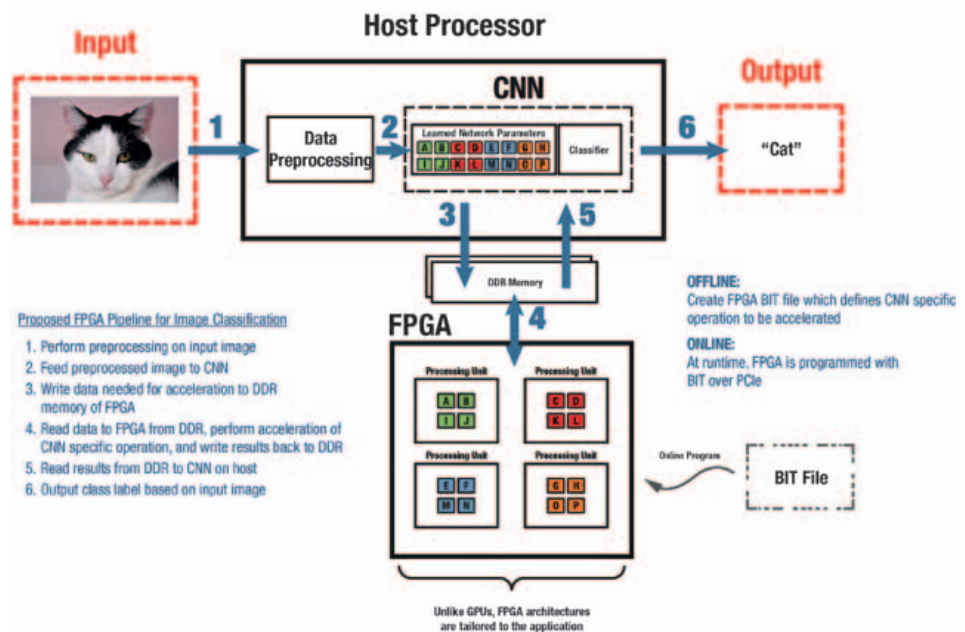 Host Processor
Input
CNN
Output
1
Data
Preprocessing
2
Learned Network Parameters
A B C D E F G H
I J K L M N O P
Classifier
6
"Cat"
3
5
DDR Memory
4
FPGA
OFFLINE:
Create FPGA BIT file which defines CNN specific
operation to be accelerated
ONLINE:
At runtime, FPGA is programmed with
BIT over PCIe
Proposed FPGA Pipeline for Image Classification
1. Perform preprocessing on input image
2. Feed preprocessed image to CNN
3. Write data needed for acceleration to DDR
memory of FPGA
4. Read data to FPGA from DDR, perform acceleration of
CNN specific operation, and write results back to DDR
5. Read results from DDR to CNN on host
6. Output class label based on input image
Processing Unit
A B
I J
Processing Unit
C D
K L
Processing Unit
E F
M N
Processing Unit
G H
O P
Online Program
BIT File
Unlike GPUs, FPGA architectures
are tailored to the application